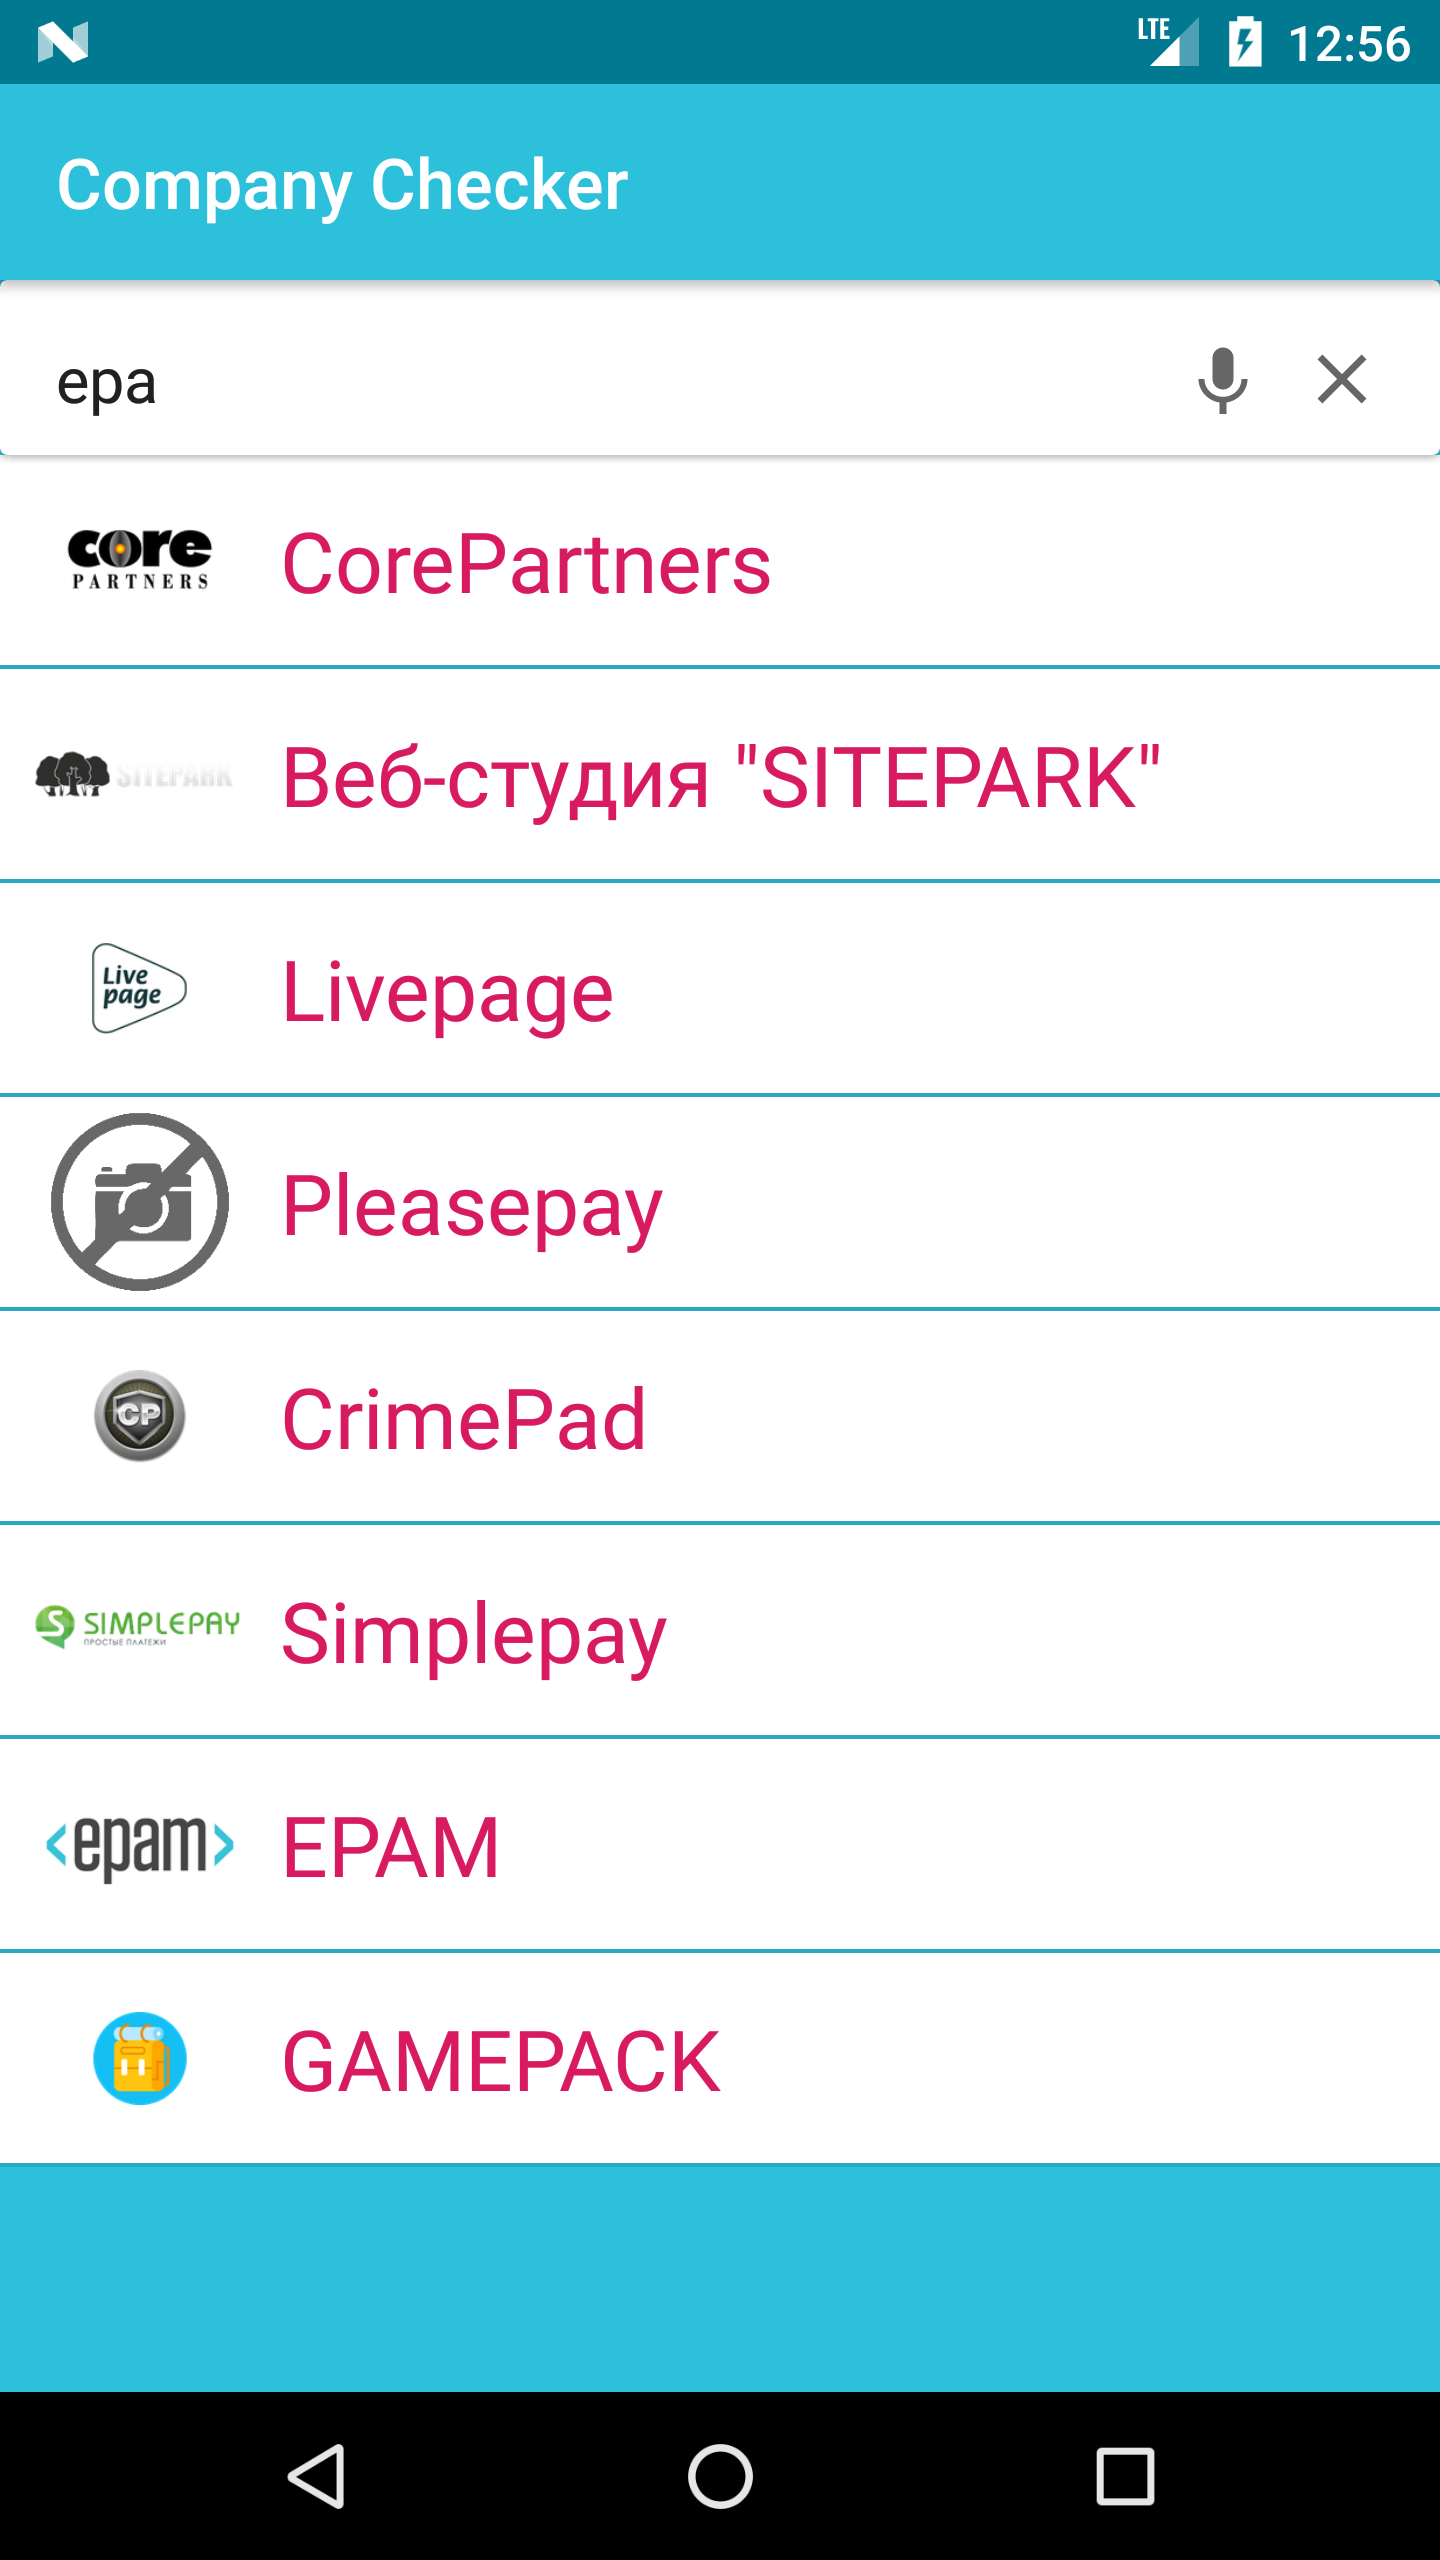 LTE 12:56
Company Checker
epa
core
PARTNERS
CorePartners
SITEPARK
Веб-студия "SITEPARK"
Live
page
Livepage
Pleasepay
CP
CrimePad
SIMPLEPAY
ПРОСТЫЕ ПЛАТЕЖИ
Simplepay
<epam>
EPAM
GAMEPACK